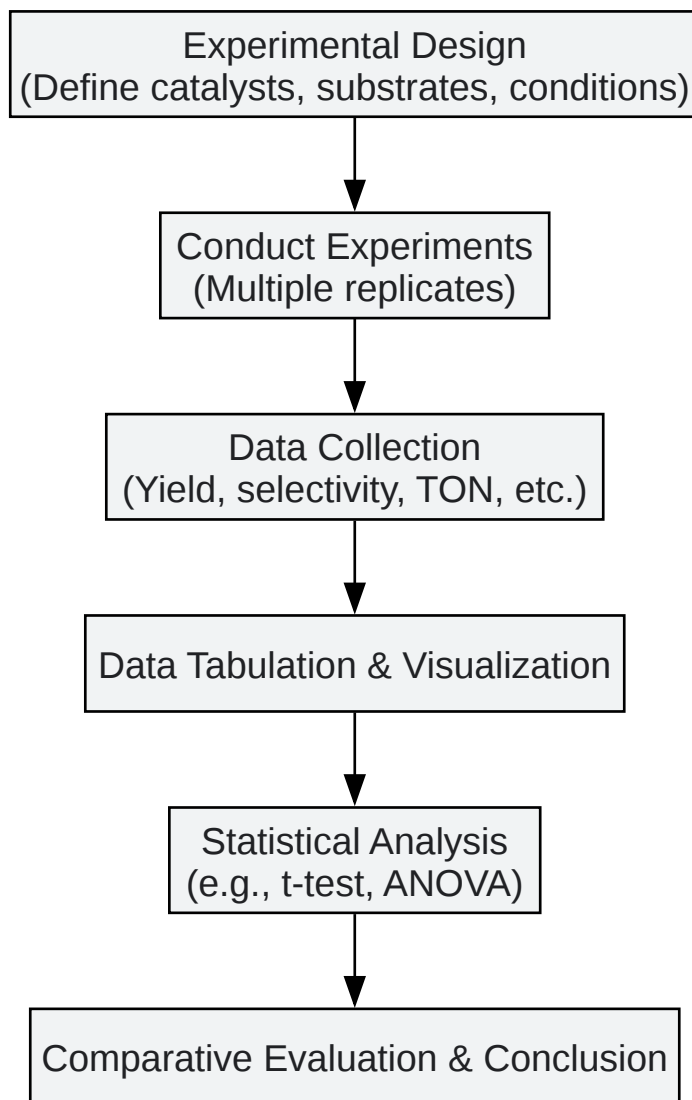 Experimental Design
(Define catalysts, substrates, conditions)
Conduct Experiments
(Multiple replicates)
Data Collection
(Yield, selectivity, TON, etc.)
Data Tabulation & Visualization
Statistical Analysis
(e.g., t-test, ANOVA)
Comparative Evaluation & Conclusion